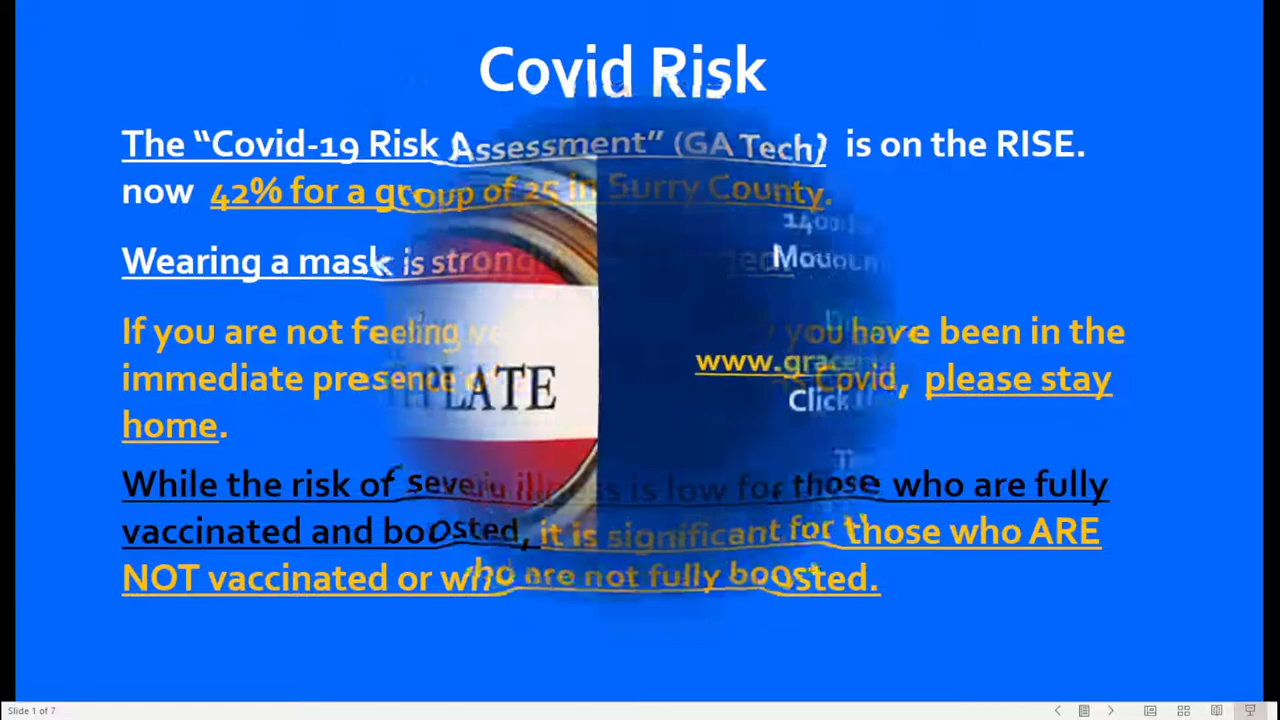 Covid Risk
The “Covid-19 Risk Assessment” (GA Tech) is on the RISE.
now 42% for a group of 25 in Surry County.
Wearing a mask is strongly
If you are not feeling you have been in the
www.grace
immediate presence Covid, please stay
PLATE
Click
home.
While the risk of severe illness is low for those who are fully
vaccinated and boosted, it is significant for those who ARE
NOT vaccinated or who are not fully boosted.
Slide 1 of 7